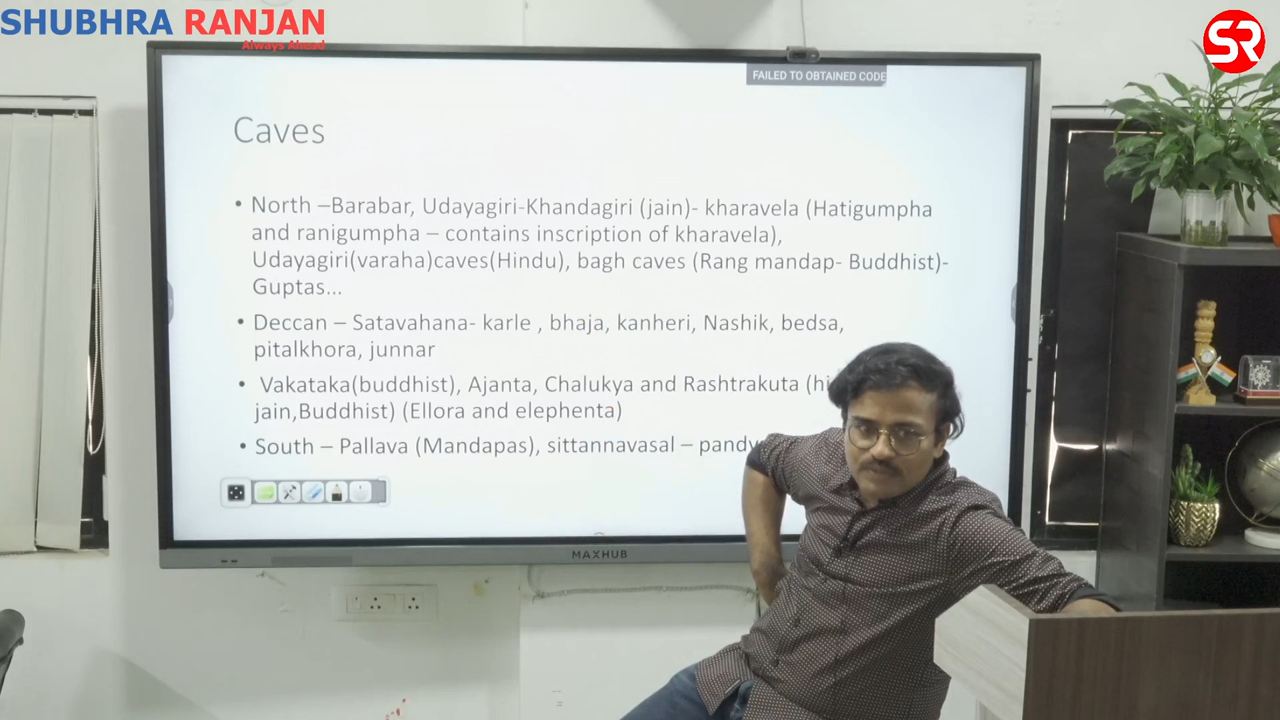 SHUBHRA RANJAN
Always Ahead
SR
FAILED TO OBTAINED CODE
Caves
• North –Barabar, Udayagiri-Khandagiri (jain)- kharavela (Hatigumpha
and ranigumpha – contains inscription of kharavela),
Udayagiri(varaha)caves(Hindu), bagh caves (Rang mandap- Buddhist)-
Guptas...
• Deccan – Satavahana- karle , bhaja, kanheri, Nashik, bedsa,
pitalkhora, junnar
• Vakataka(buddhist), Ajanta, Chalukya and Rashtrakuta
jain,Buddhist) (Ellora and elephenta)
• South – Pallava (Mandapas), sittannavasal –
MAXHUB